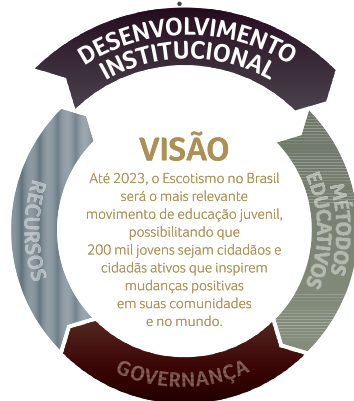 DESENVOLVIMENTO
INSTITUCIONAL
VISÃO
Até 2023, o Escotismo no Brasil
será o mais relevante
movimento de educação juvenil,
possibilitando que
200 mil jovens sejam cidadãos e
cidadãs ativos que inspirem
mudanças positivas
em suas comunidades
e no mundo.
RECURSOS
MÉTODOS
EDUCATIVOS
GOVERNANÇA